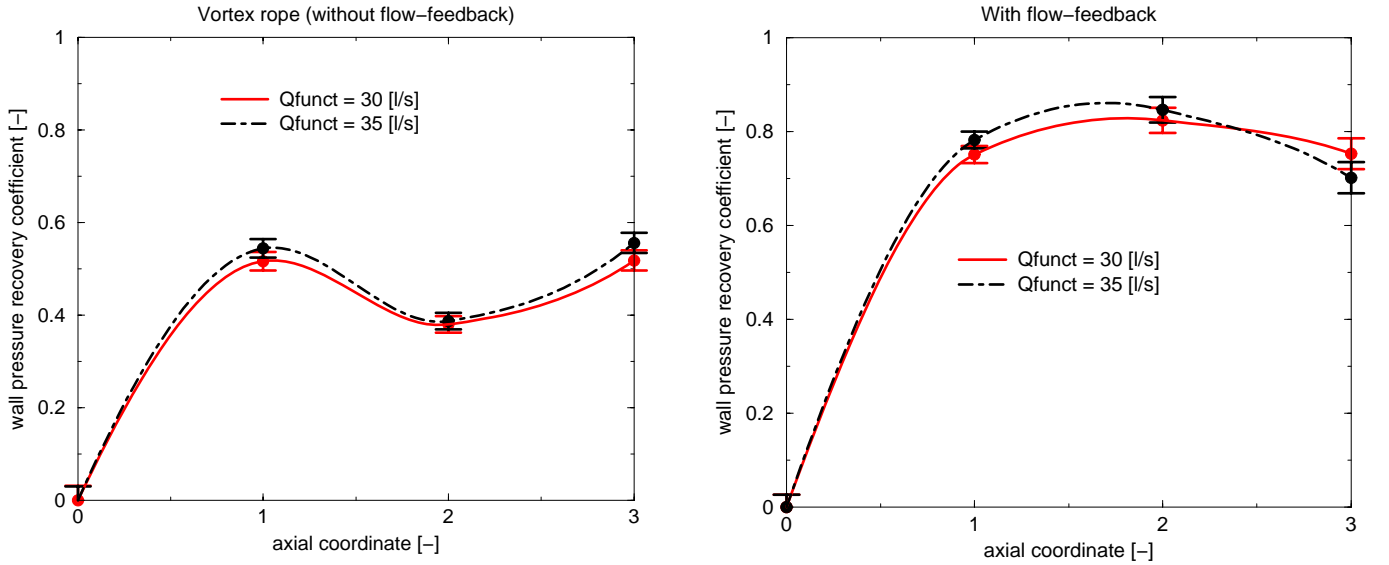 Vortex rope (without flow−feedback)
1
0.8
0.6
0.4
0.2
0
wall pressure recovery coefficient [−]
Qfunct = 30 [l/s]
Qfunct = 35 [l/s]
0
1
2
3
axial coordinate [−]
With flow−feedback
1
0.8
0.6
0.4
0.2
0
wall pressure recovery coefficient [−]
Qfunct = 30 [l/s]
Qfunct = 35 [l/s]
0
1
2
3
axial coordinate [−]